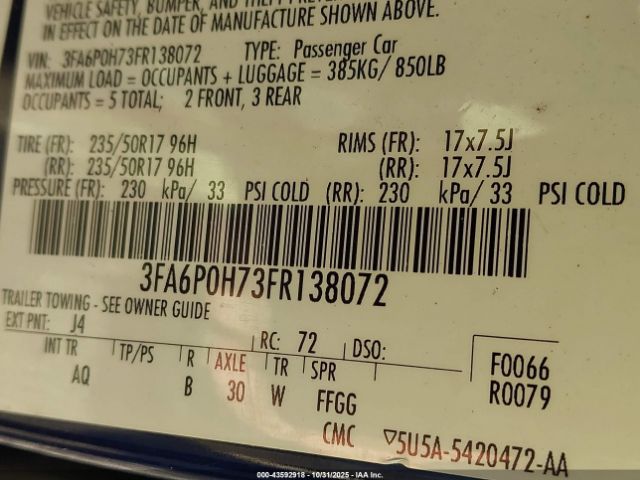 VEHICLE SAFETY, BUMPER, AND THEFT
IN EFFECT ON THE DATE OF MANUFACTURE SHOWN ABOVE.
VIN: 3FA6P0H73FR138072 TYPE: Passenger Car
MAXIMUM LOAD = OCCUPANTS + LUGGAGE = 385KG/ 850LB
OCCUPANTS = 5 TOTAL; 2 FRONT, 3 REAR
TIRE (FR): 235/50R17 96H RIMS (FR): 17x7.5J
(RR): 235/50R17 96H (RR): 17x7.5J
PRESSURE (FR): 230 kPa/ 33 PSI COLD (RR): 230 kPa/ 33 PSI COLD
3FA6P0H73FR138072
TRAILER TOWING - SEE OWNER GUIDE
EXT PNT: J4 RC: 72 DSO: F0066
INT TR TP/PS R AXLE TR SPR R0079
AQ B 30 W FFGG
CMC ▽5U5A-5420472-AA
000-43592918 - 10/31/2025 - IAA Inc.